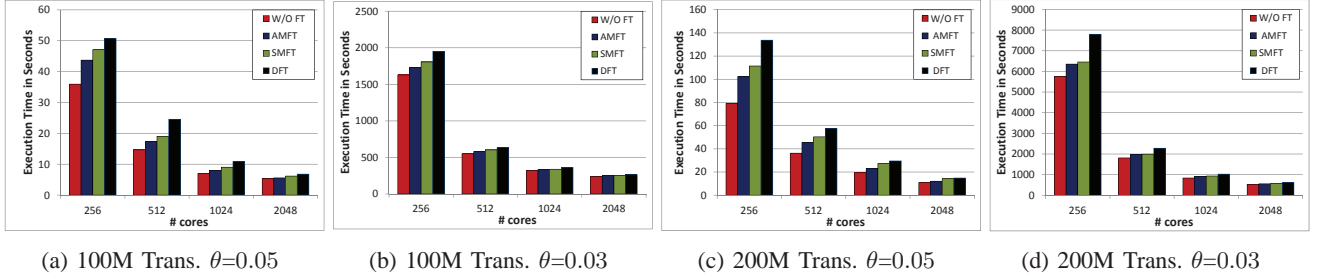 Execution Time in Seconds
60
50
40
30
20
10
0
256
512
1024
2048
# cores
W/O FT
AMFT
SMFT
DFT
(a) 100M Trans. θ=0.05
Execution Time in Seconds
2500
2000
1500
1000
500
0
256
512
1024
2048
# cores
W/O FT
AMFT
SMFT
DFT
(b) 100M Trans. θ=0.03
Execution Time in Seconds
160
140
120
100
80
60
40
20
0
256
512
1024
2048
# cores
W/O FT
AMFT
SMFT
DFT
(c) 200M Trans. θ=0.05
Execution Time in Seconds
9000
8000
7000
6000
5000
4000
3000
2000
1000
0
256
512
1024
2048
# cores
W/O FT
AMFT
SMFT
DFT
(d) 200M Trans. θ=0.03